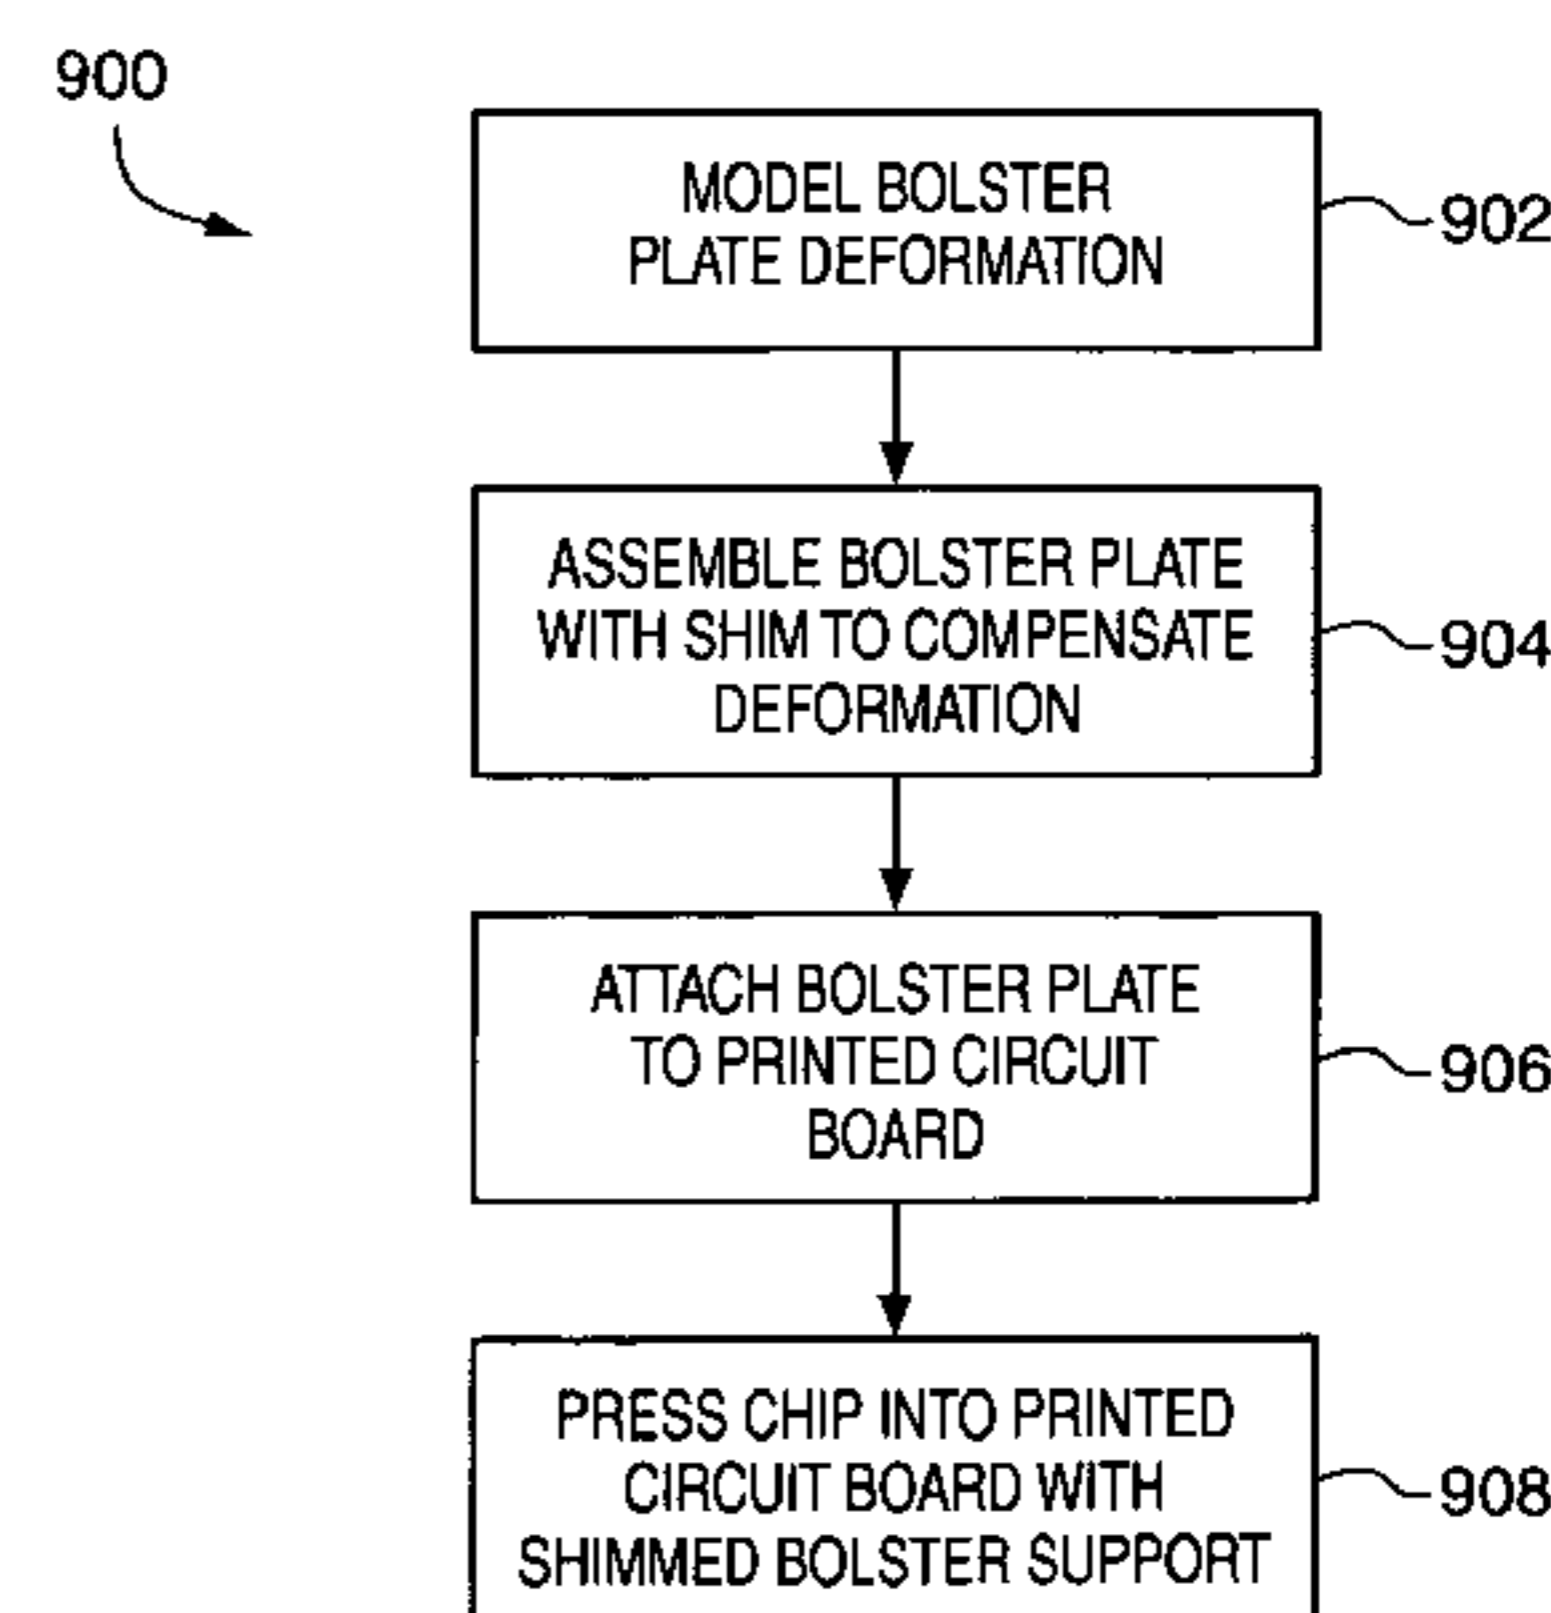 900
MODEL BOLSTER
PLATE DEFORMATION
902
ASSEMBLE BOLSTER PLATE
WITH SHIM TO COMPENSATE
DEFORMATION
904
ATTACH BOLSTER PLATE
TO PRINTED CIRCUIT
BOARD
906
PRESS CHIP INTO PRINTED
CIRCUIT BOARD WITH
SHIMMED BOLSTER SUPPORT
908